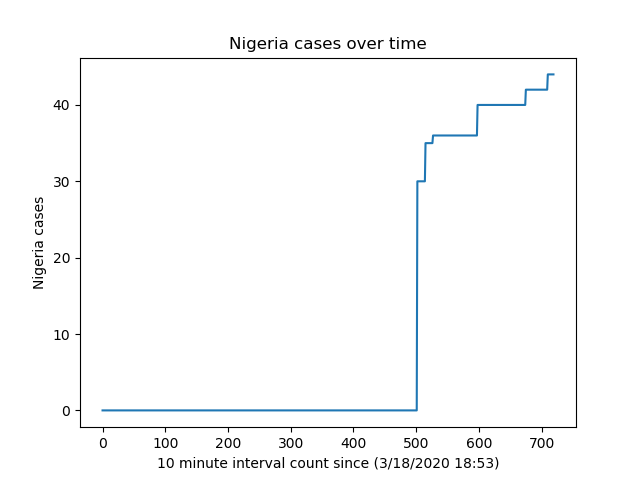 Nigeria cases over time
Nigeria cases
40
30
20
10
0
0 100 200 300 400 500 600 700
10 minute interval count since (3/18/2020 18:53)